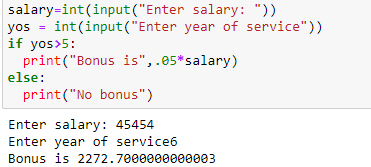 salary=int(input("Enter salary: "))
yos = int(input("Enter year of service"))
if yos>5:
  print("Bonus is",.05*salary)
else:
  print("No bonus")
Enter salary: 45454
Enter year of service6
Bonus is 2272.7000000000003